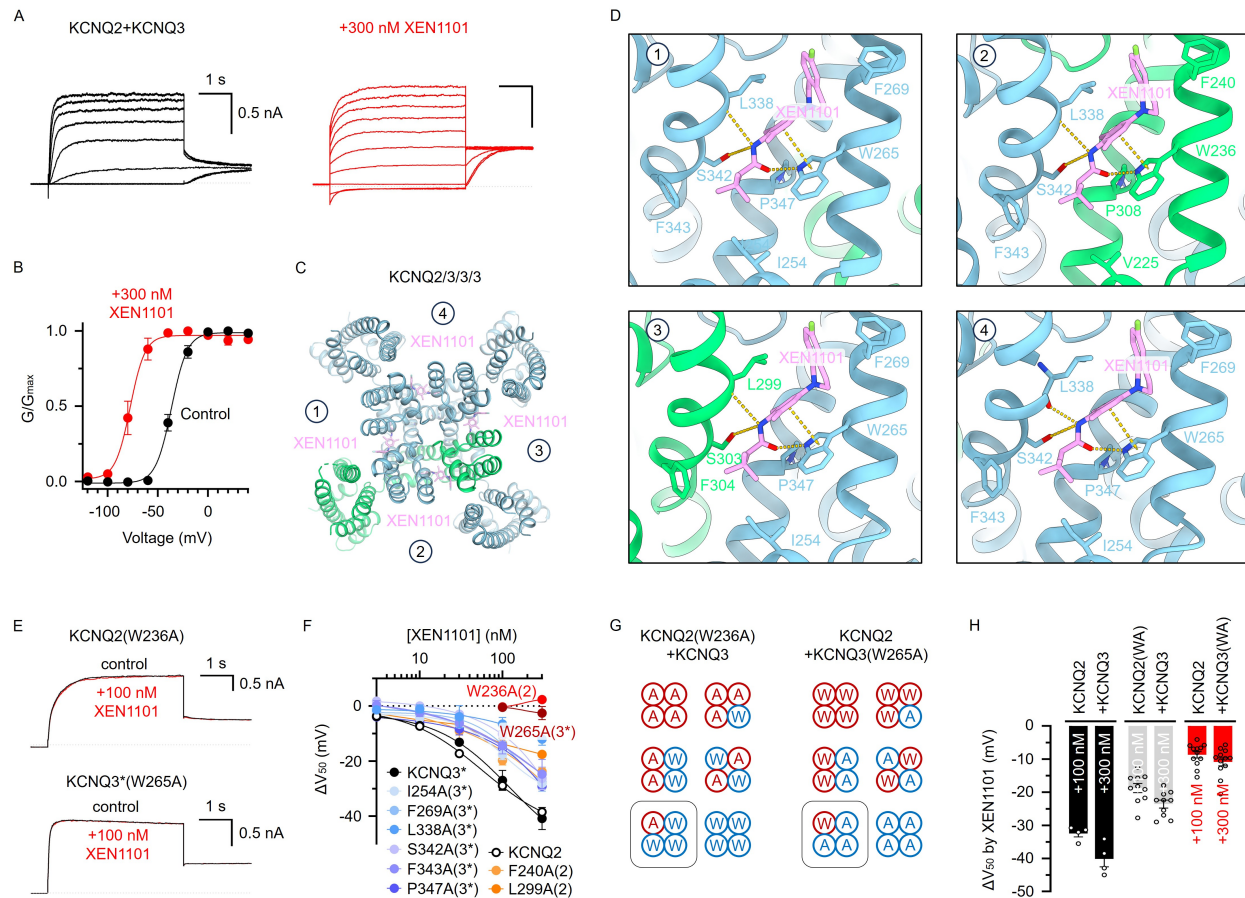 A
KCNQ2+KCNQ3
1 s
0.5 nA
+300 nM XEN1101
B
+300 nM
XEN1101
Control
G/Gmax
1.0
0.5
0.0
-100
-50
0
Voltage (mV)
C
KCNQ2/3/3/3
4
XEN1101
1
XEN1101
XEN1101
3
XEN1101
2
D
1
L338
F269
XEN1101
W265
S342
P347
F343
I254
2
F240
L338
XEN1101
W236
S342
P308
F343
V225
3
XEN1101
F269
L299
W265
S303
P347
F304
I254
4
XEN1101
F269
L338
W265
S342
P347
F343
I254
E
KCNQ2(W236A)
control
+100 nM
XEN1101
1 s
0.5 nA
KCNQ3*(W265A)
control
+100 nM
XEN1101
1 s
0.5 nA
F
[XEN1101] (nM)
10
100
W236A(2)
W265A(3*)
0
-20
-40
ΔV50 (mV)
KCNQ3*
I254A(3*)
F269A(3*)
L338A(3*)
S342A(3*)
F343A(3*)
P347A(3*)
KCNQ2
F240A(2)
L299A(2)
G
KCNQ2(W236A)
+KCNQ3
KCNQ2
+KCNQ3(W265A)
A A A A
A A A W
A W W A
A W A W
A W W W
W W W W
W W W W
W W W A
W A A W
W A W A
W A W W
A A A A
H
KCNQ2
+KCNQ3
KCNQ2(WA)
+KCNQ3
KCNQ2
+KCNQ3(WA)
0
-10
-20
-30
-40
-50
ΔV50 by XEN1101 (mV)
+100 nM
+300 nM
+100 nM
+300 nM
+100 nM
+300 nM